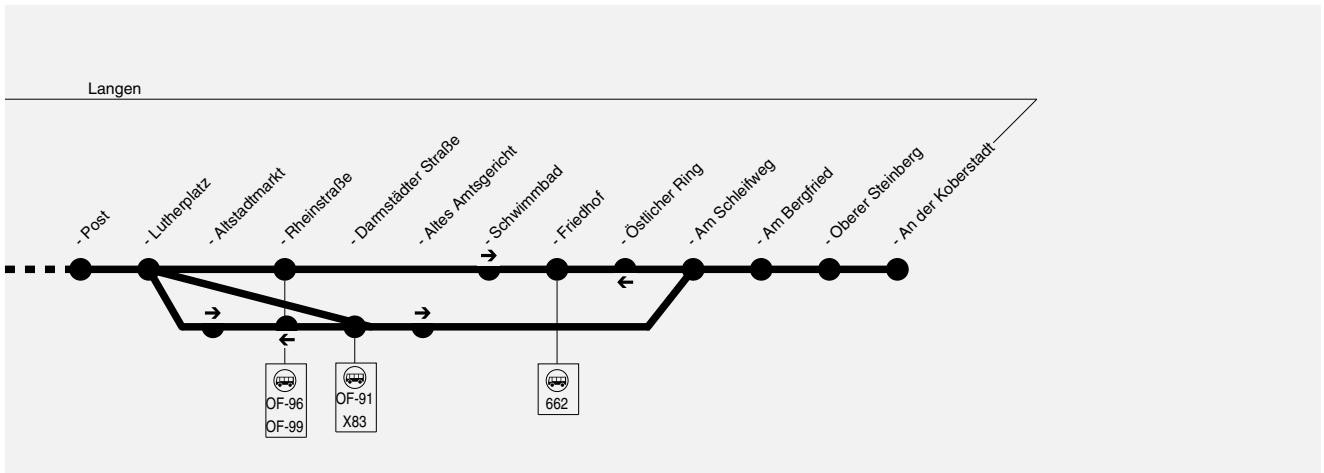 Langen
- Post
- Lutherplatz
- Altstadtmarkt
- Rheinstraße
- Darmstädter Straße
- Altes Amtsgericht
- Schwimmbad
- Friedhof
- Östlicher Ring
- Am Schleifweg
- Am Bergfried
- Oberer Steinberg
- An der Koberstadt
OF-96
OF-99
OF-91
X83
662